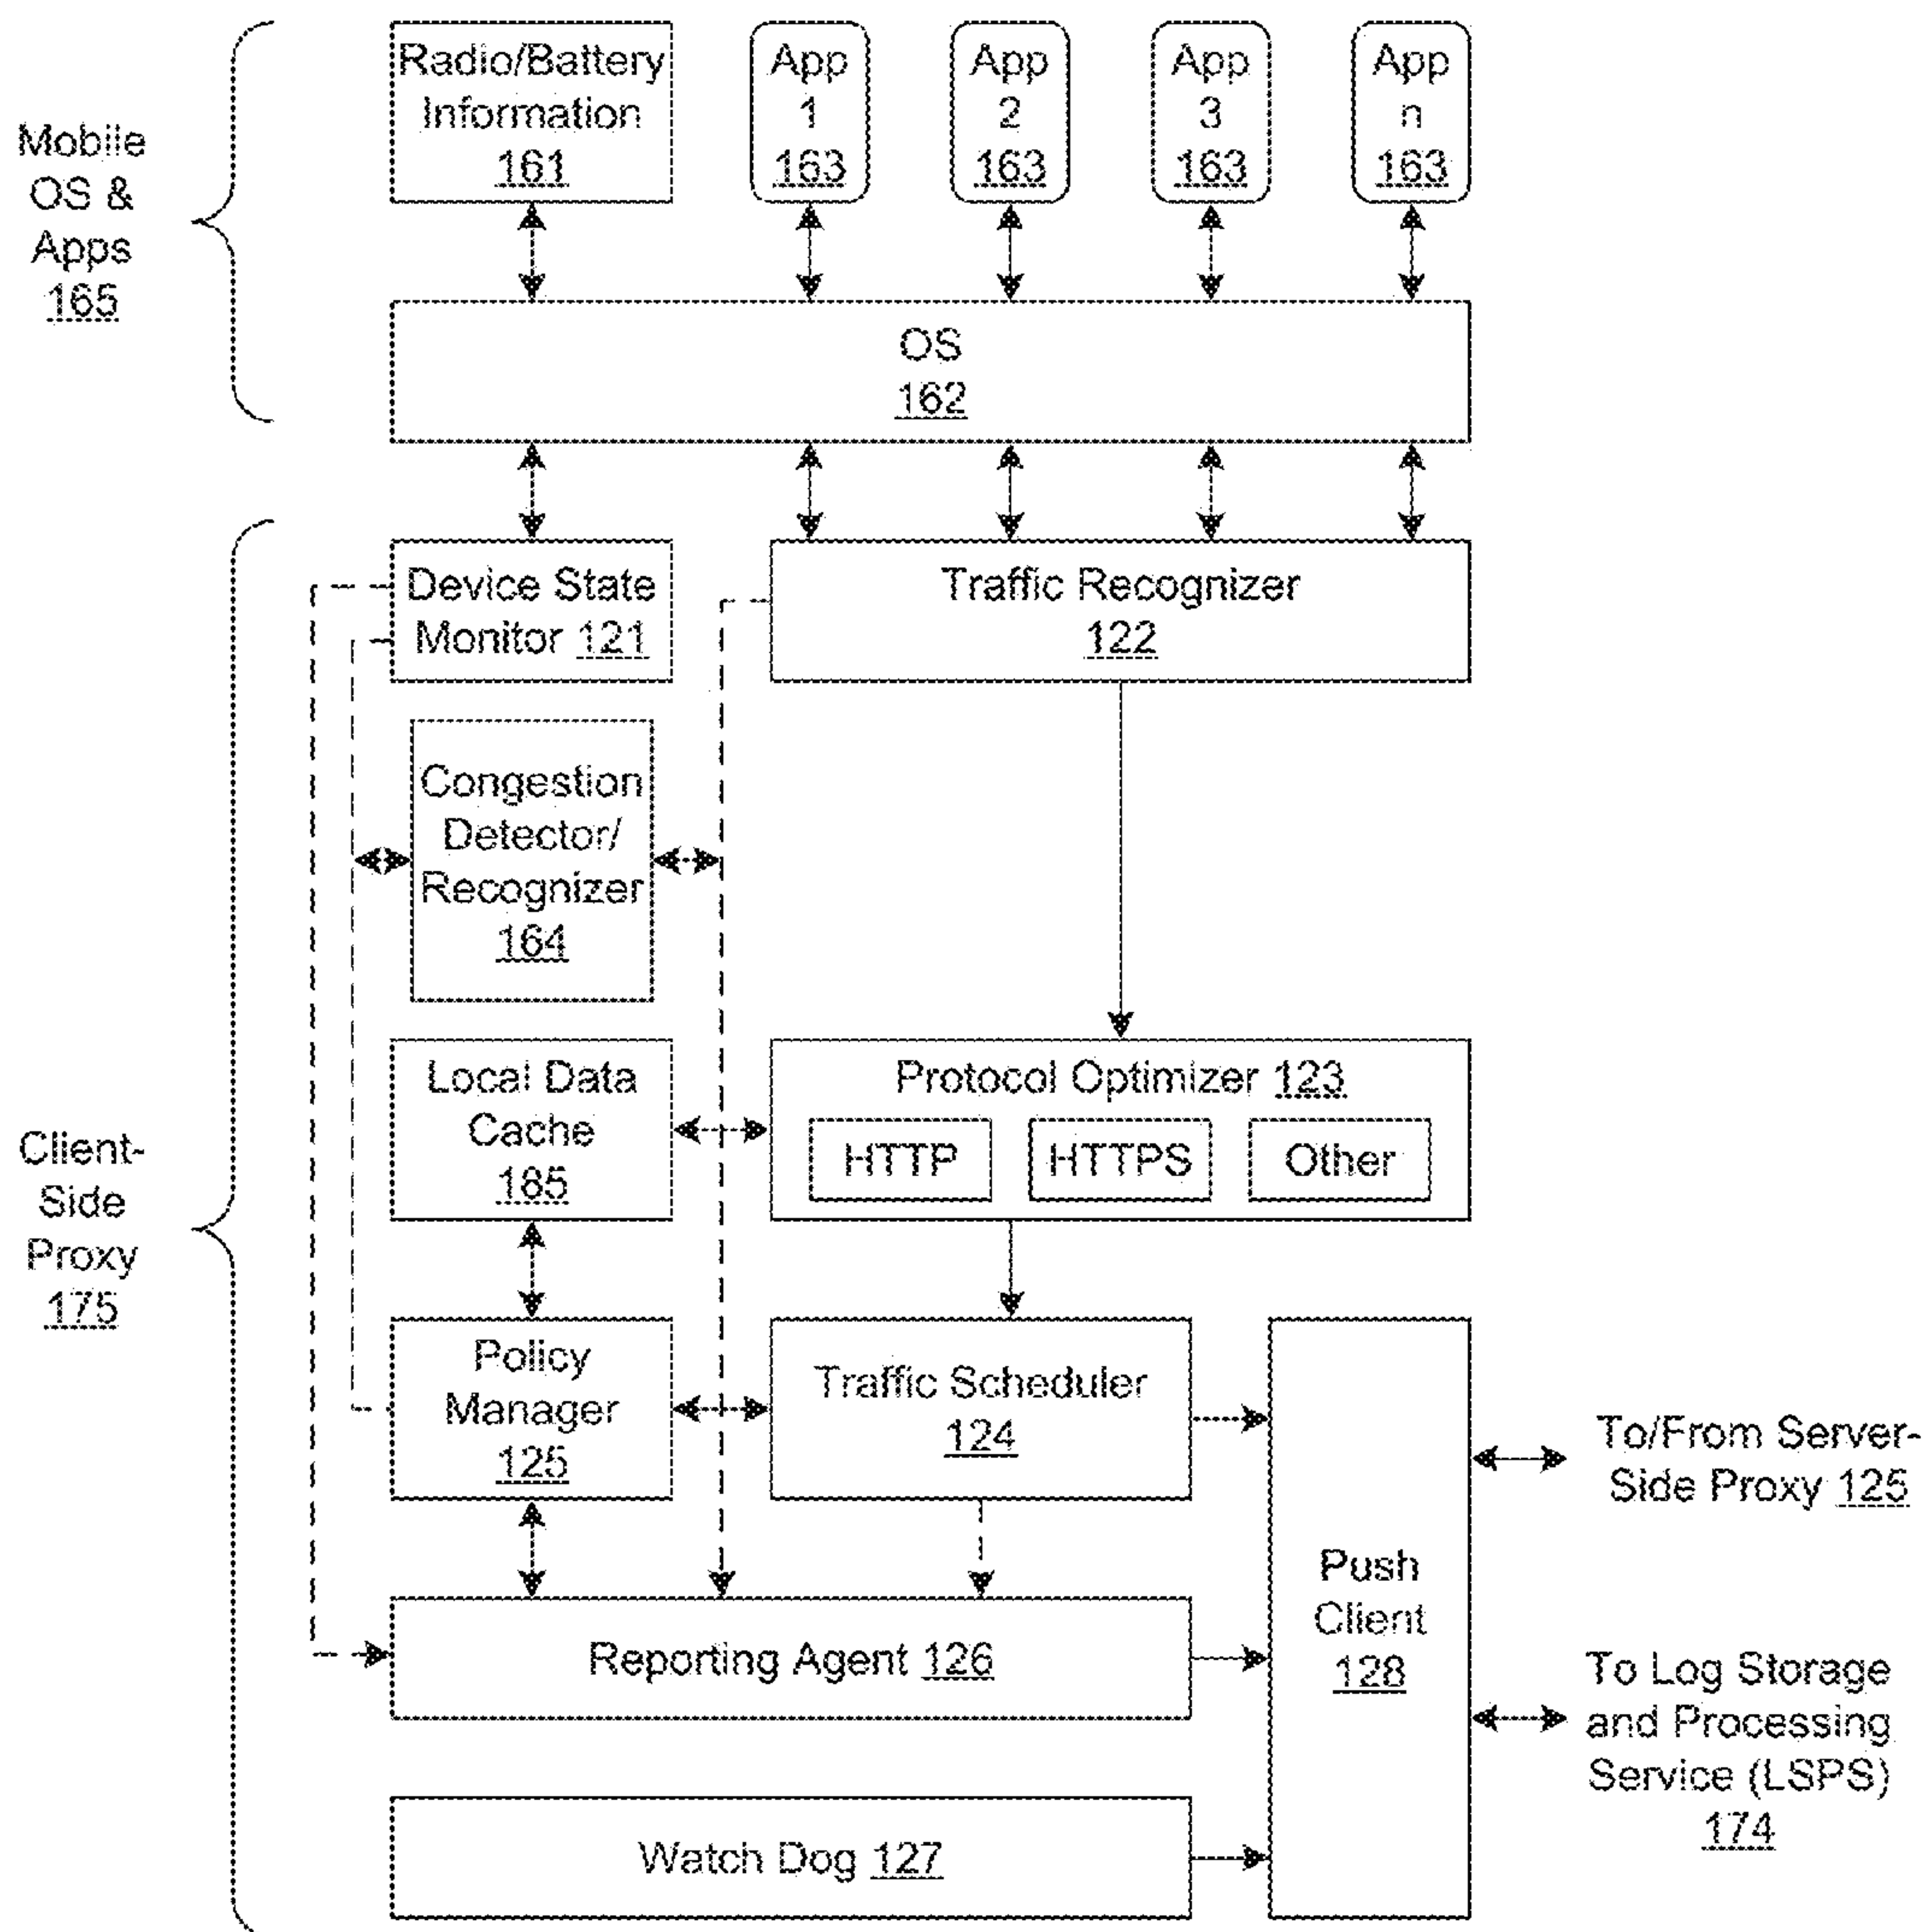 Mobile
OS &
Apps
165
Radio/Battery
Information
161
App
1
163
App
2
163
App
3
163
App
n
163
OS
162
Client-
Side
Proxy
175
Device State
Monitor 121
Traffic Recognizer
122
Congestion
Detector/
Recognizer
164
Local Data
Cache
185
Protocol Optimizer 123
HTTP
HTTPS
Other
Policy
Manager
125
Traffic Scheduler
124
Reporting Agent 126
Watch Dog 127
Push
Client
128
To/From Server-
Side Proxy 125
To Log Storage
and Processing
Service (LSPS)
174